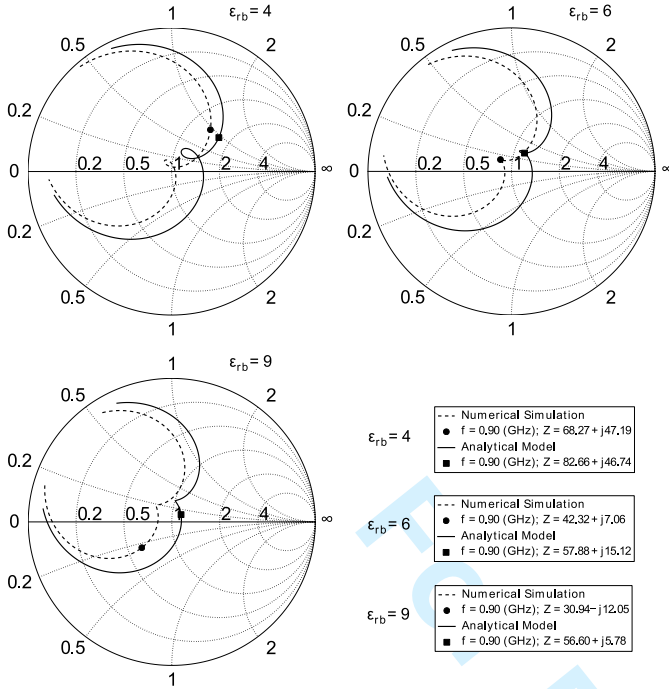 ε_rb = 4
1
0.5
2
0.2
4
0
0.2
0.5
1
2
4
∞
0.2
4
0.5
2
1
ε_rb = 6
1
0.5
2
0.2
4
0
0.2
0.5
1
2
4
∞
0.2
4
0.5
2
1
ε_rb = 9
1
0.5
2
0.2
4
0
0.2
0.5
1
2
4
∞
0.2
4
0.5
2
1
ε_rb = 4
Numerical Simulation
f = 0.90 (GHz); Z = 68.27 + j47.19
Analytical Model
f = 0.90 (GHz); Z = 82.66 + j46.74
ε_rb = 6
Numerical Simulation
f = 0.90 (GHz); Z = 42.32 + j7.06
Analytical Model
f = 0.90 (GHz); Z = 57.88 + j15.12
ε_rb = 9
Numerical Simulation
f = 0.90 (GHz); Z = 30.94 − j12.05
Analytical Model
f = 0.90 (GHz); Z = 56.60 + j5.78